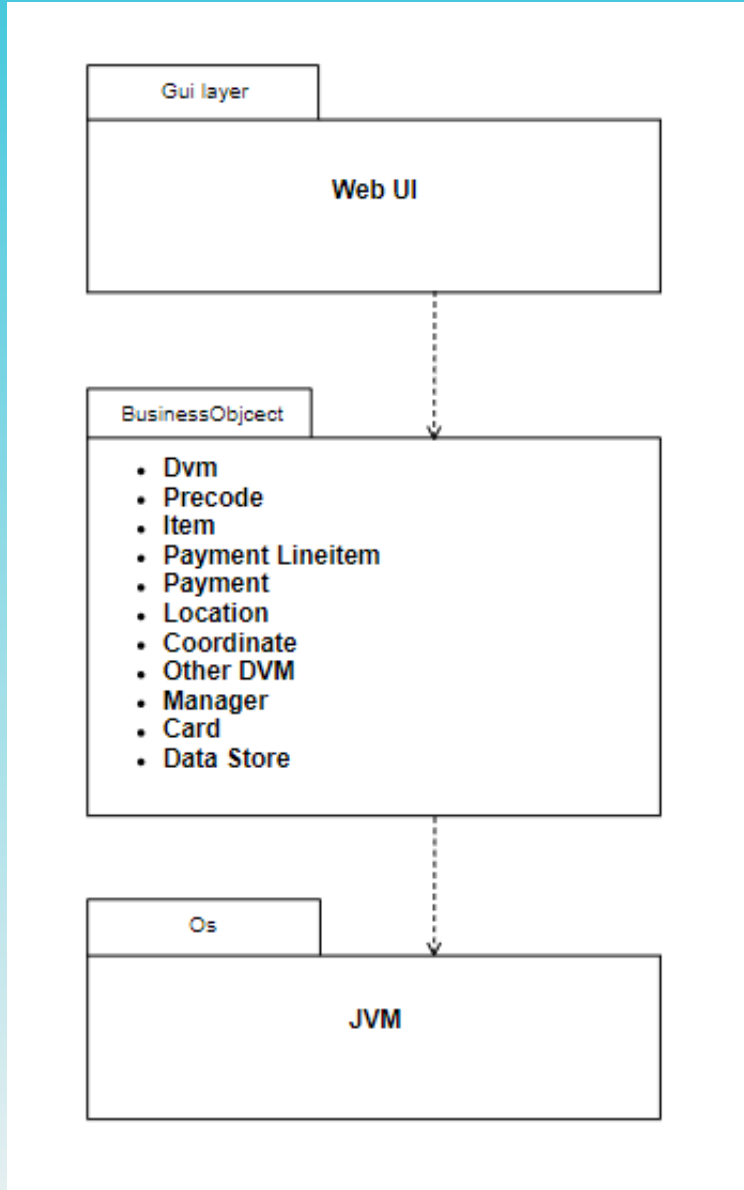 Gui layer
Web UI
BusinessObjcect
• Dvm
• Precode
• Item
• Payment Lineitem
• Payment
• Location
• Coordinate
• Other DVM
• Manager
• Card
• Data Store
Os
JVM